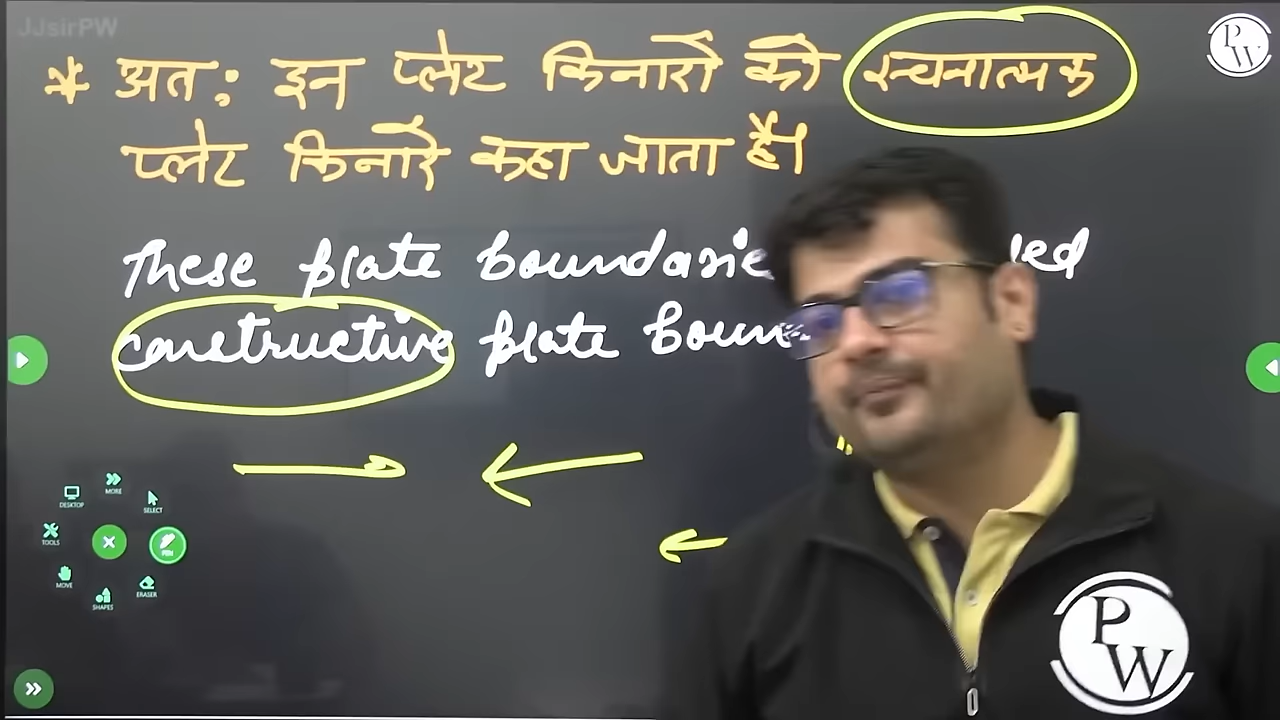 JJsirPW
* अत: इन प्लेट किनारों को रचनात्मक
प्लेट किनारे कहा जाता है।
These plate boundaries
constructive plate
MORE
DESKTOP
SELECT
TOOLS
PEN
MOVE
ERASER
SHAPES
PW
PW